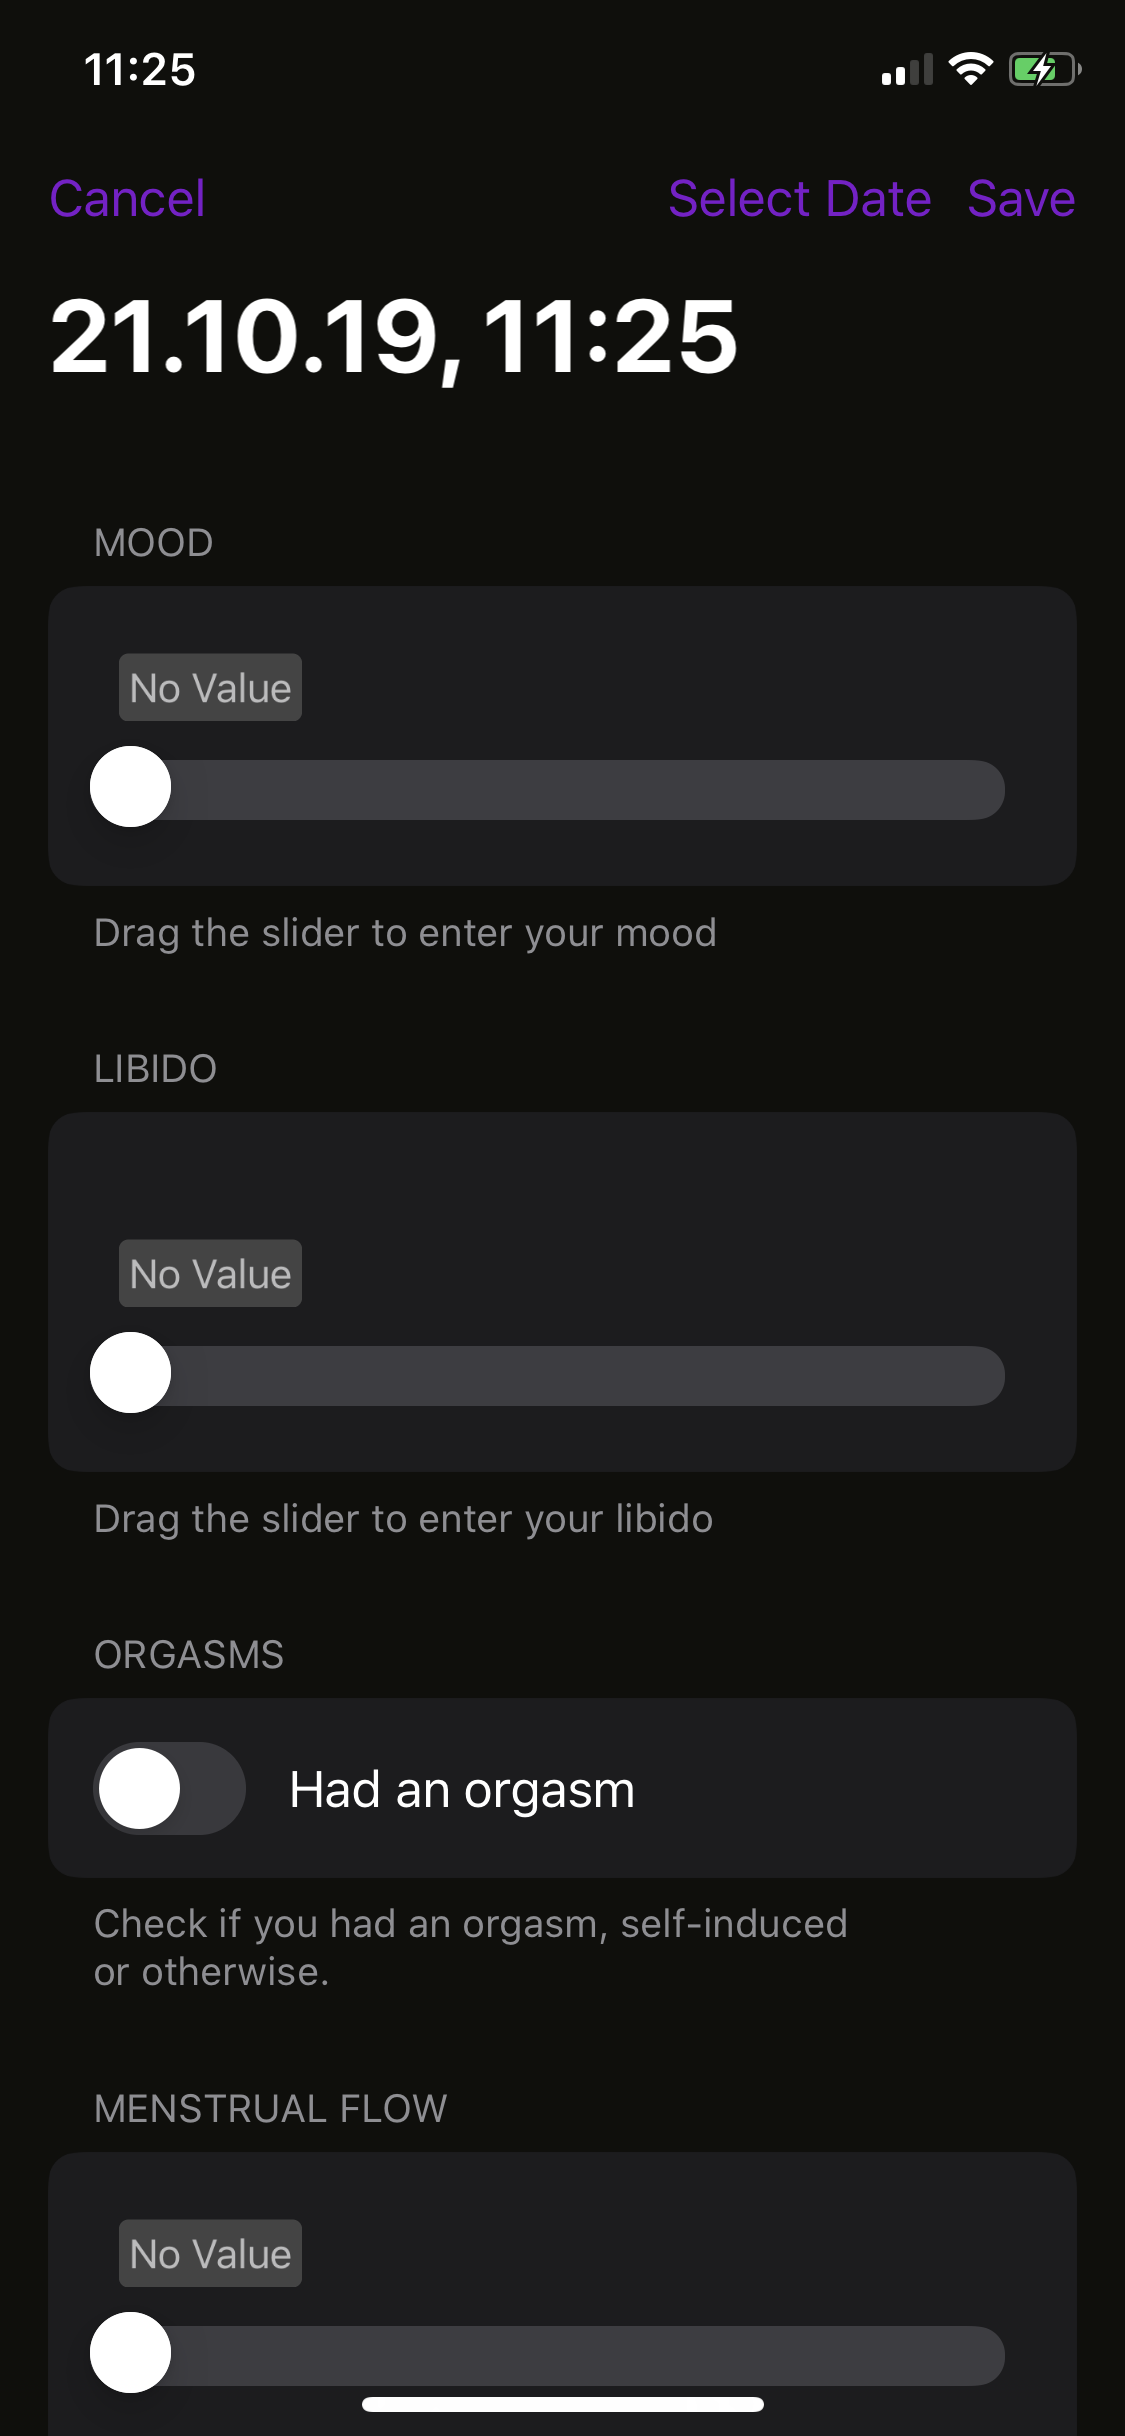 11:25
Cancel Select Date Save
21.10.19, 11:25
MOOD
No Value
Drag the slider to enter your mood
LIBIDO
No Value
Drag the slider to enter your libido
ORGASMS
Had an orgasm
Check if you had an orgasm, self-induced
or otherwise.
MENSTRUAL FLOW
No Value